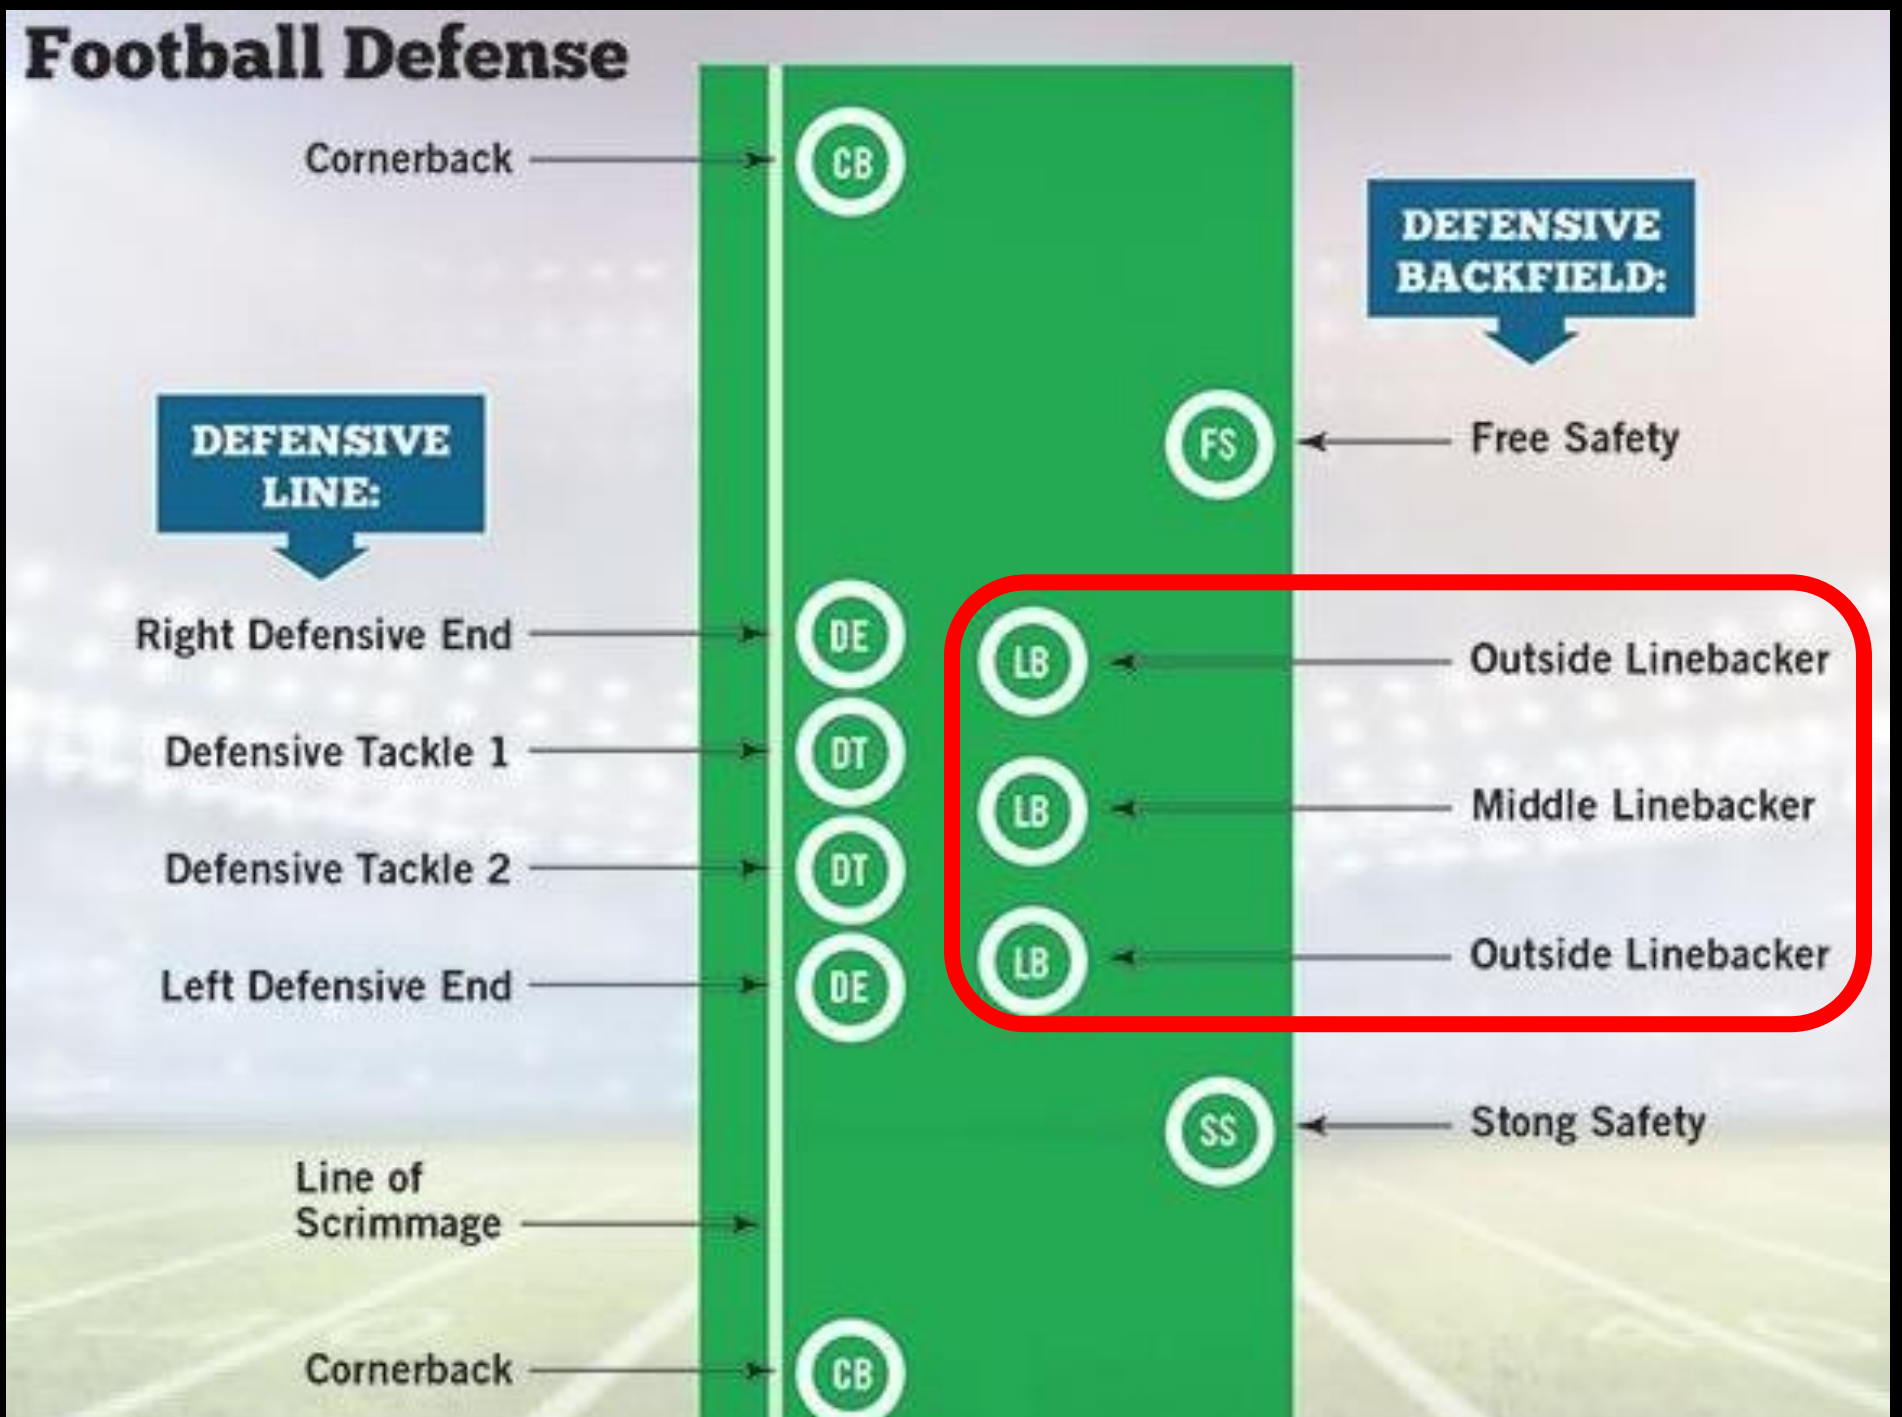 Football Defense
Cornerback
CB
DEFENSIVE
BACKFIELD:
DEFENSIVE
LINE:
FS
Free Safety
Right Defensive End
DE
LB
Outside Linebacker
Defensive Tackle 1
DT
LB
Middle Linebacker
Defensive Tackle 2
DT
Left Defensive End
DE
LB
Outside Linebacker
SS
Stong Safety
Line of
Scrimmage
Cornerback
CB